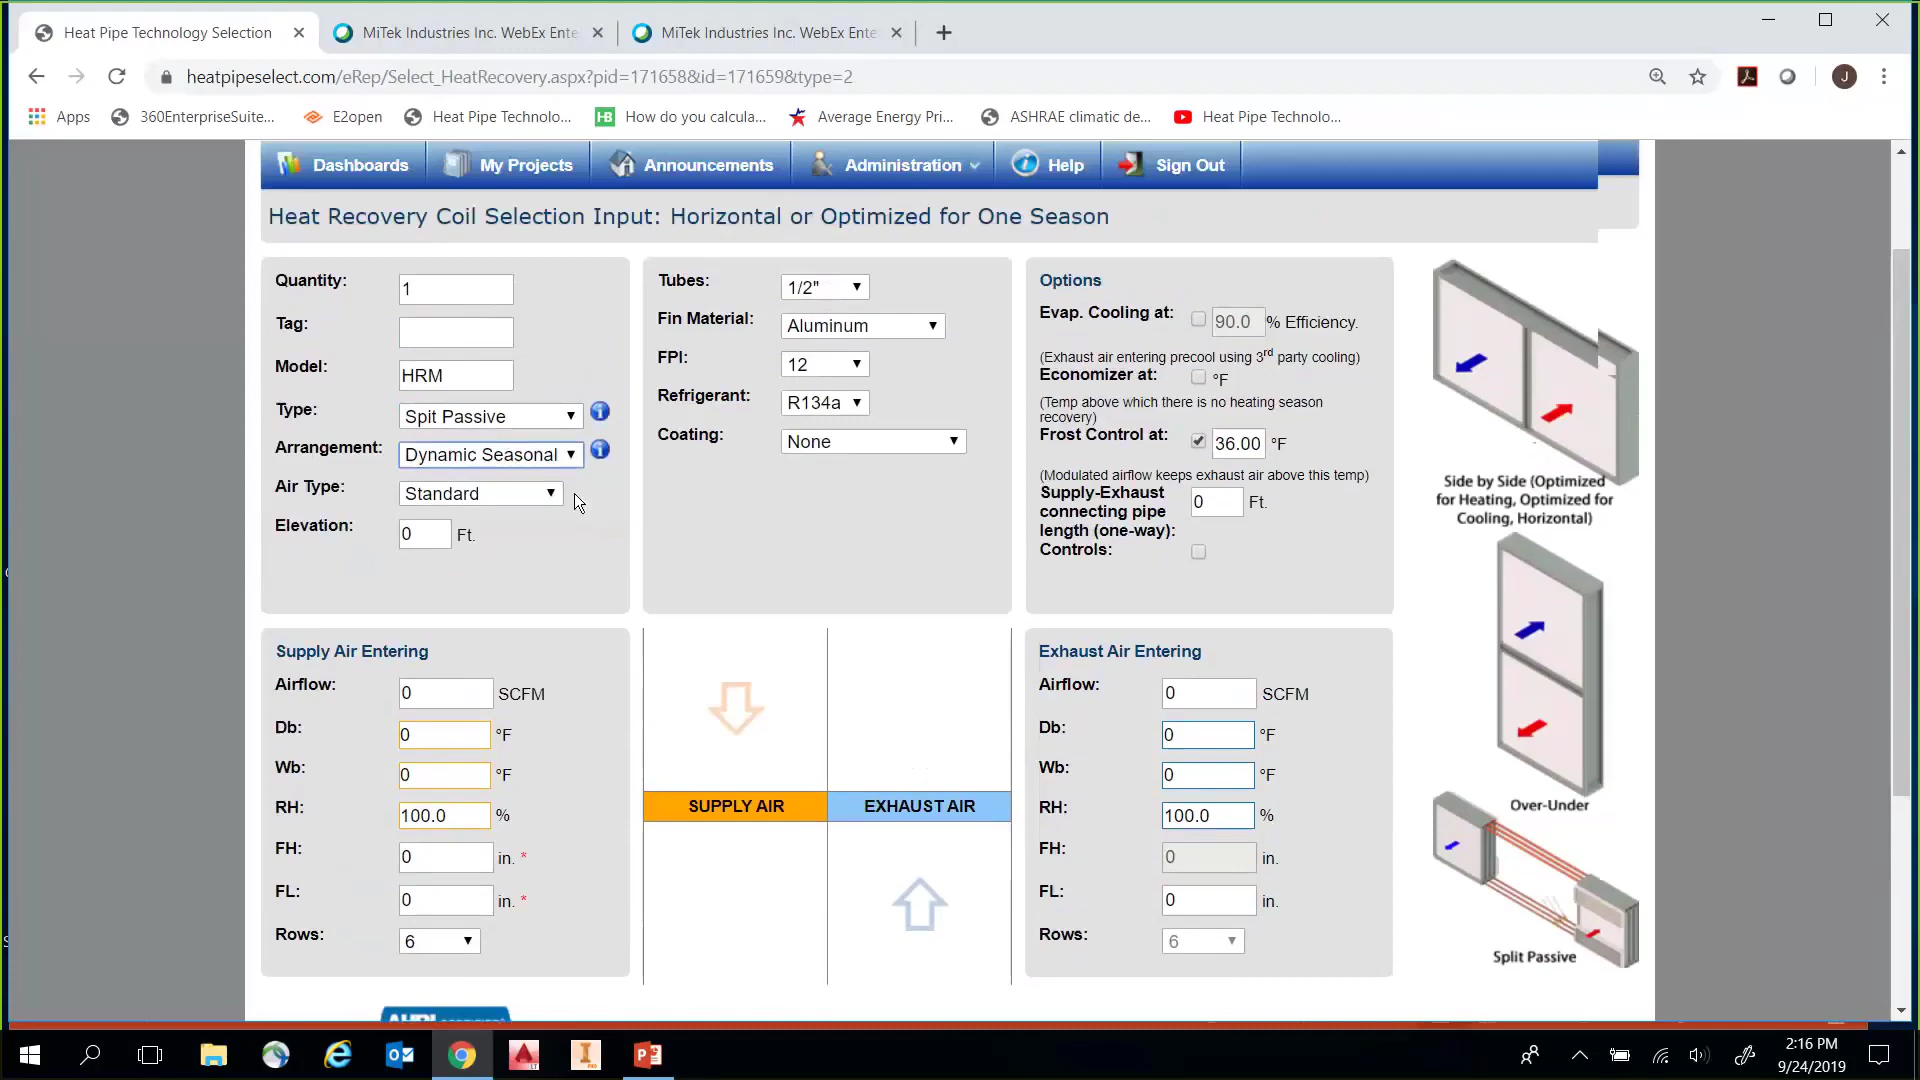 Heat Pipe Technology Selection
MiTek Industries Inc. WebEx Ente
MiTek Industries Inc. WebEx Ente
heatpipeselect.com/eRep/Select_HeatRecovery.aspx?pid=171658&id=171659&type=2
J
Apps
360EnterpriseSuite...
E2open
Heat Pipe Technolo...
HB
How do you calcula...
Average Energy Pri...
ASHRAE climatic de...
Heat Pipe Technolo...
Dashboards
My Projects
Announcements
Administration
Help
Sign Out
Heat Recovery Coil Selection Input: Horizontal or Optimized for One Season
Quantity: 1
Tag:
Model: HRM
Type: Spit Passive
Arrangement: Dynamic Seasonal
Air Type: Standard
Elevation: 0 Ft.
Tubes: 1/2"
Fin Material: Aluminum
FPI: 12
Refrigerant: R134a
Coating: None
Options
Evap. Cooling at: 90.0 % Efficiency.
(Exhaust air entering precool using 3rd party cooling)
Economizer at: °F
(Temp above which there is no heating season
recovery)
Frost Control at: 36.00 °F
(Modulated airflow keeps exhaust air above this temp)
Supply-Exhaust
connecting pipe
length (one-way): 0 Ft.
Controls:
Side by Side (Optimized
for Heating, Optimized for
Cooling, Horizontal)
Over-Under
Split Passive
Supply Air Entering
Airflow: 0 SCFM
Db: 0 °F
Wb: 0 °F
RH: 100.0 %
FH: 0 in. *
FL: 0 in. *
Rows: 6
SUPPLY AIR
EXHAUST AIR
Exhaust Air Entering
Airflow: 0 SCFM
Db: 0 °F
Wb: 0 °F
RH: 100.0 %
FH: 0 in.
FL: 0 in.
Rows: 6
2:16 PM
9/24/2019